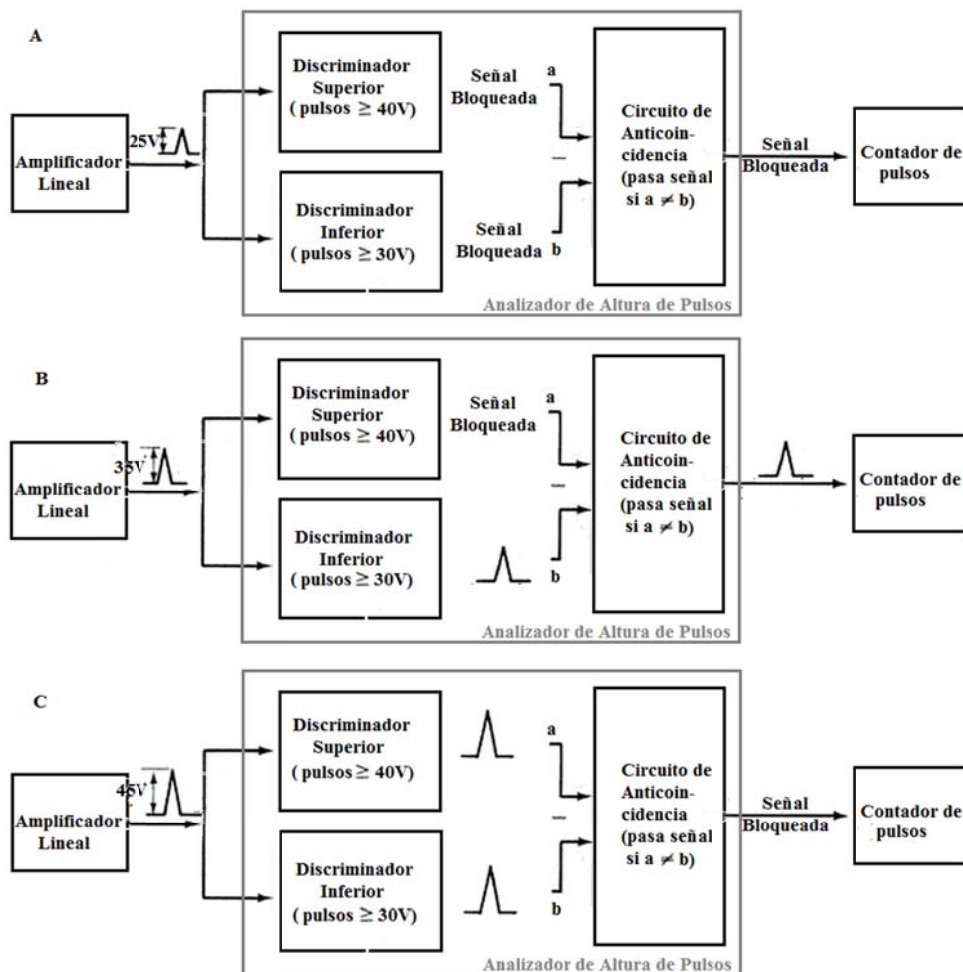 A
Amplificador
Lineal
25V
Discriminador
Superior
( pulsos ≥ 40V)
Señal
Bloqueada
a
Discriminador
Inferior
( pulsos ≥ 30V)
Señal
Bloqueada
b
Circuito de
Anticoin-
cidencia
(pasa señal
si a ≠ b)
Señal
Bloqueada
Contador de
pulsos
Analizador de Altura de Pulsos
B
Amplificador
Lineal
35V
Discriminador
Superior
( pulsos ≥ 40V)
Señal
Bloqueada
a
Discriminador
Inferior
( pulsos ≥ 30V)
b
Circuito de
Anticoin-
cidencia
(pasa señal
si a ≠ b)
Contador de
pulsos
Analizador de Altura de Pulsos
C
Amplificador
Lineal
45V
Discriminador
Superior
(pulsos ≥ 40V)
a
Discriminador
Inferior
( pulsos ≥ 30V)
b
Circuito de
Anticoin-
cidencia
(pasa señal
si a ≠ b)
Señal
Bloqueada
Contador de
pulsos
Analizador de Altura de Pulsos